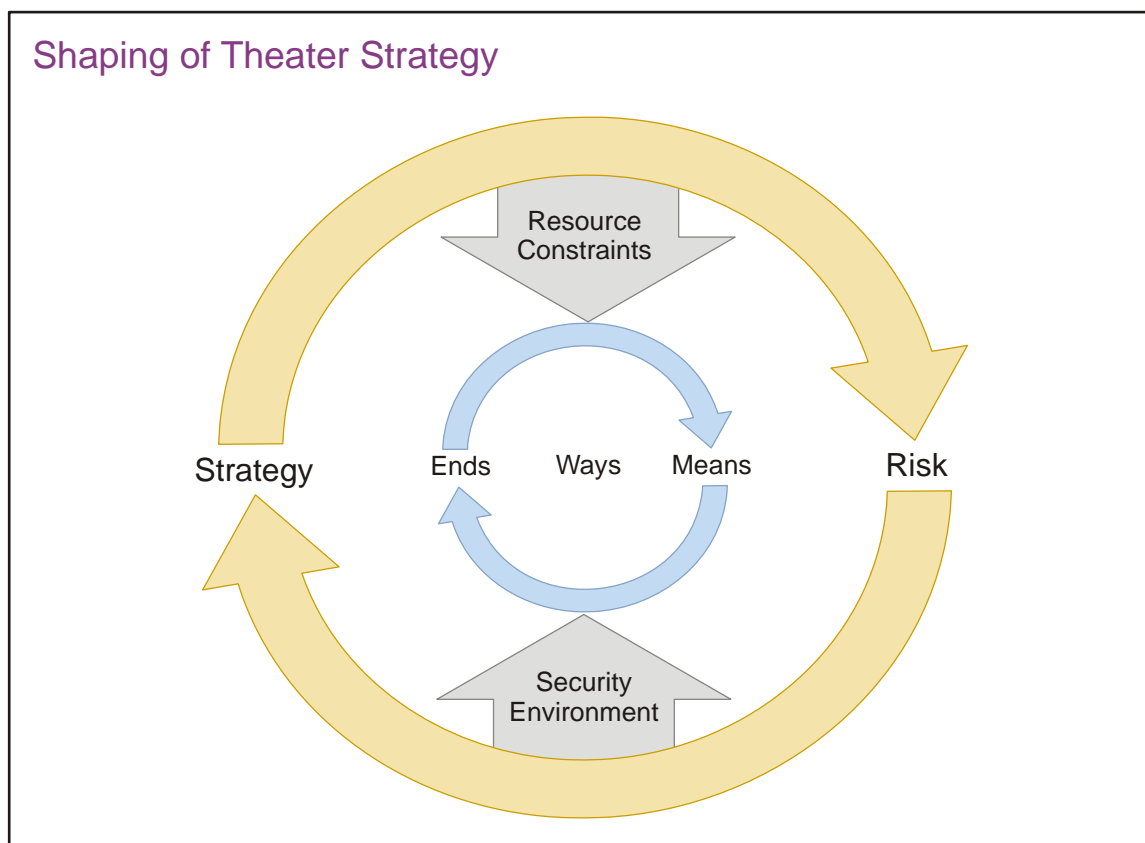 Shaping of Theater Strategy
Resource
Constraints
Strategy
Ends
Ways
Means
Risk
Security
Environment